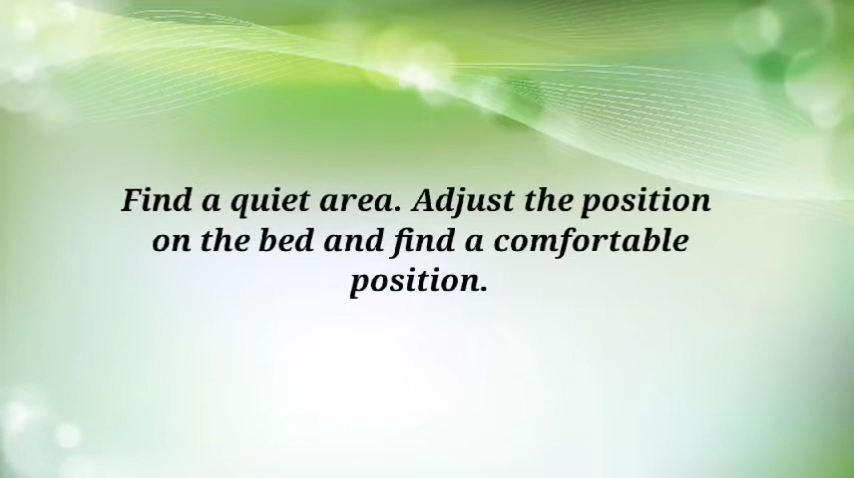 Find a quiet area. Adjust the position
on the bed and find a comfortable
position.